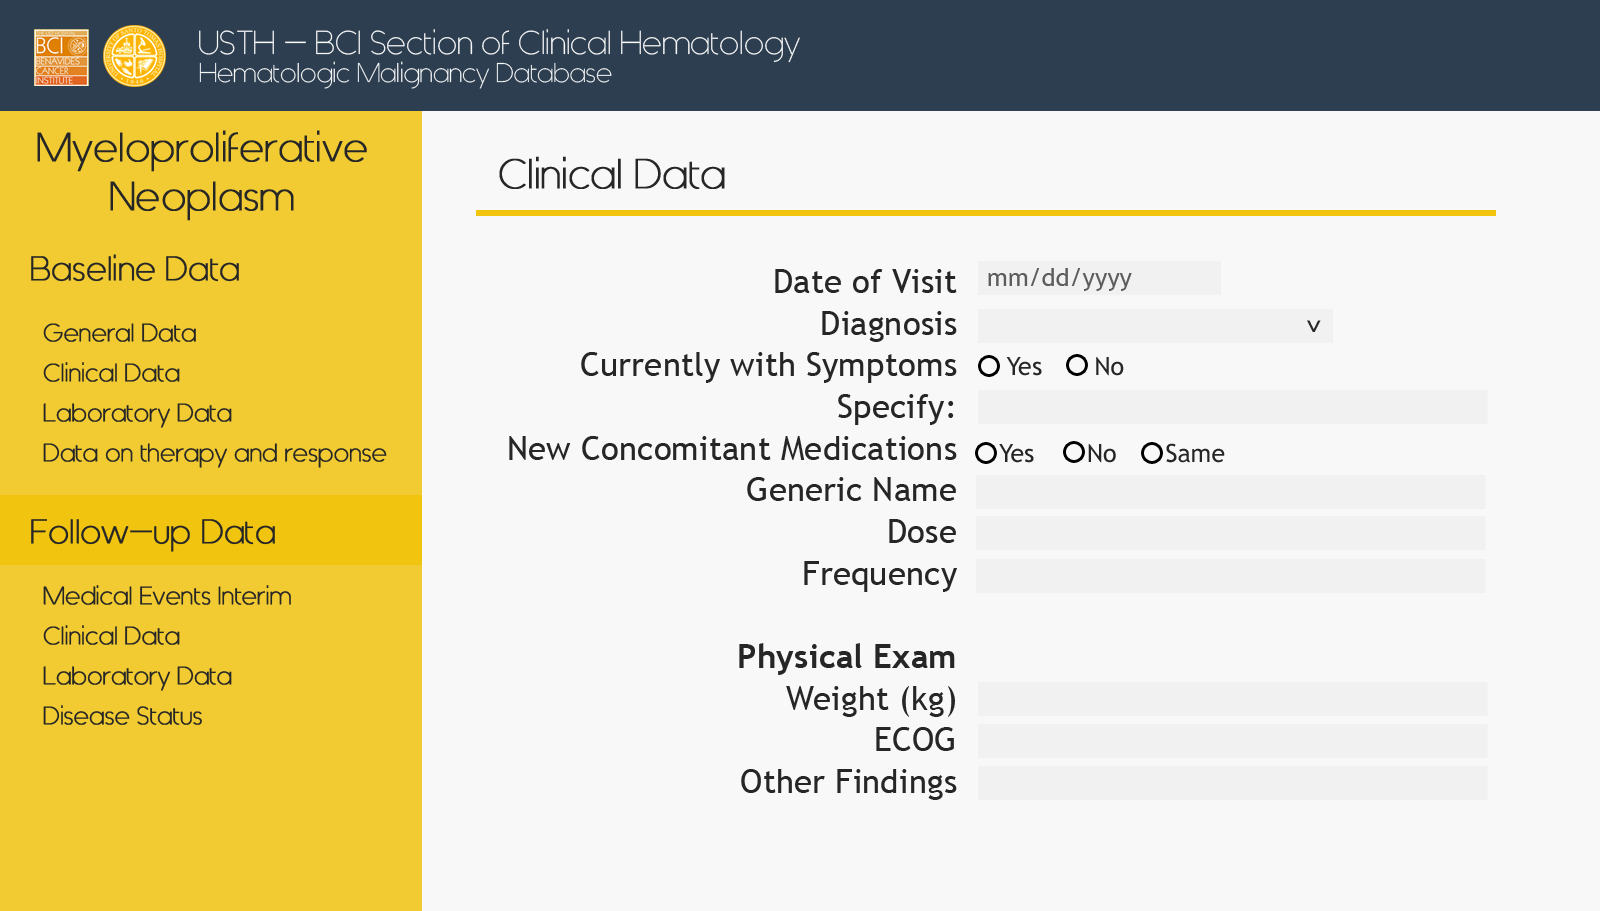 BCI
BENAVIDES
CANCER
INSTITUTE
USTH – BCI Section of Clinical Hematology
Hematologic Malignancy Database
Myeloproliferative
Neoplasm
Baseline Data
General Data
Clinical Data
Laboratory Data
Data on therapy and response
Follow–up Data
Medical Events Interim
Clinical Data
Laboratory Data
Disease Status
Clinical Data
Date of Visit mm/dd/yyyy
Diagnosis
Currently with Symptoms Yes No
Specify:
New Concomitant Medications Yes No Same
Generic Name
Dose
Frequency
Physical Exam
Weight (kg)
ECOG
Other Findings